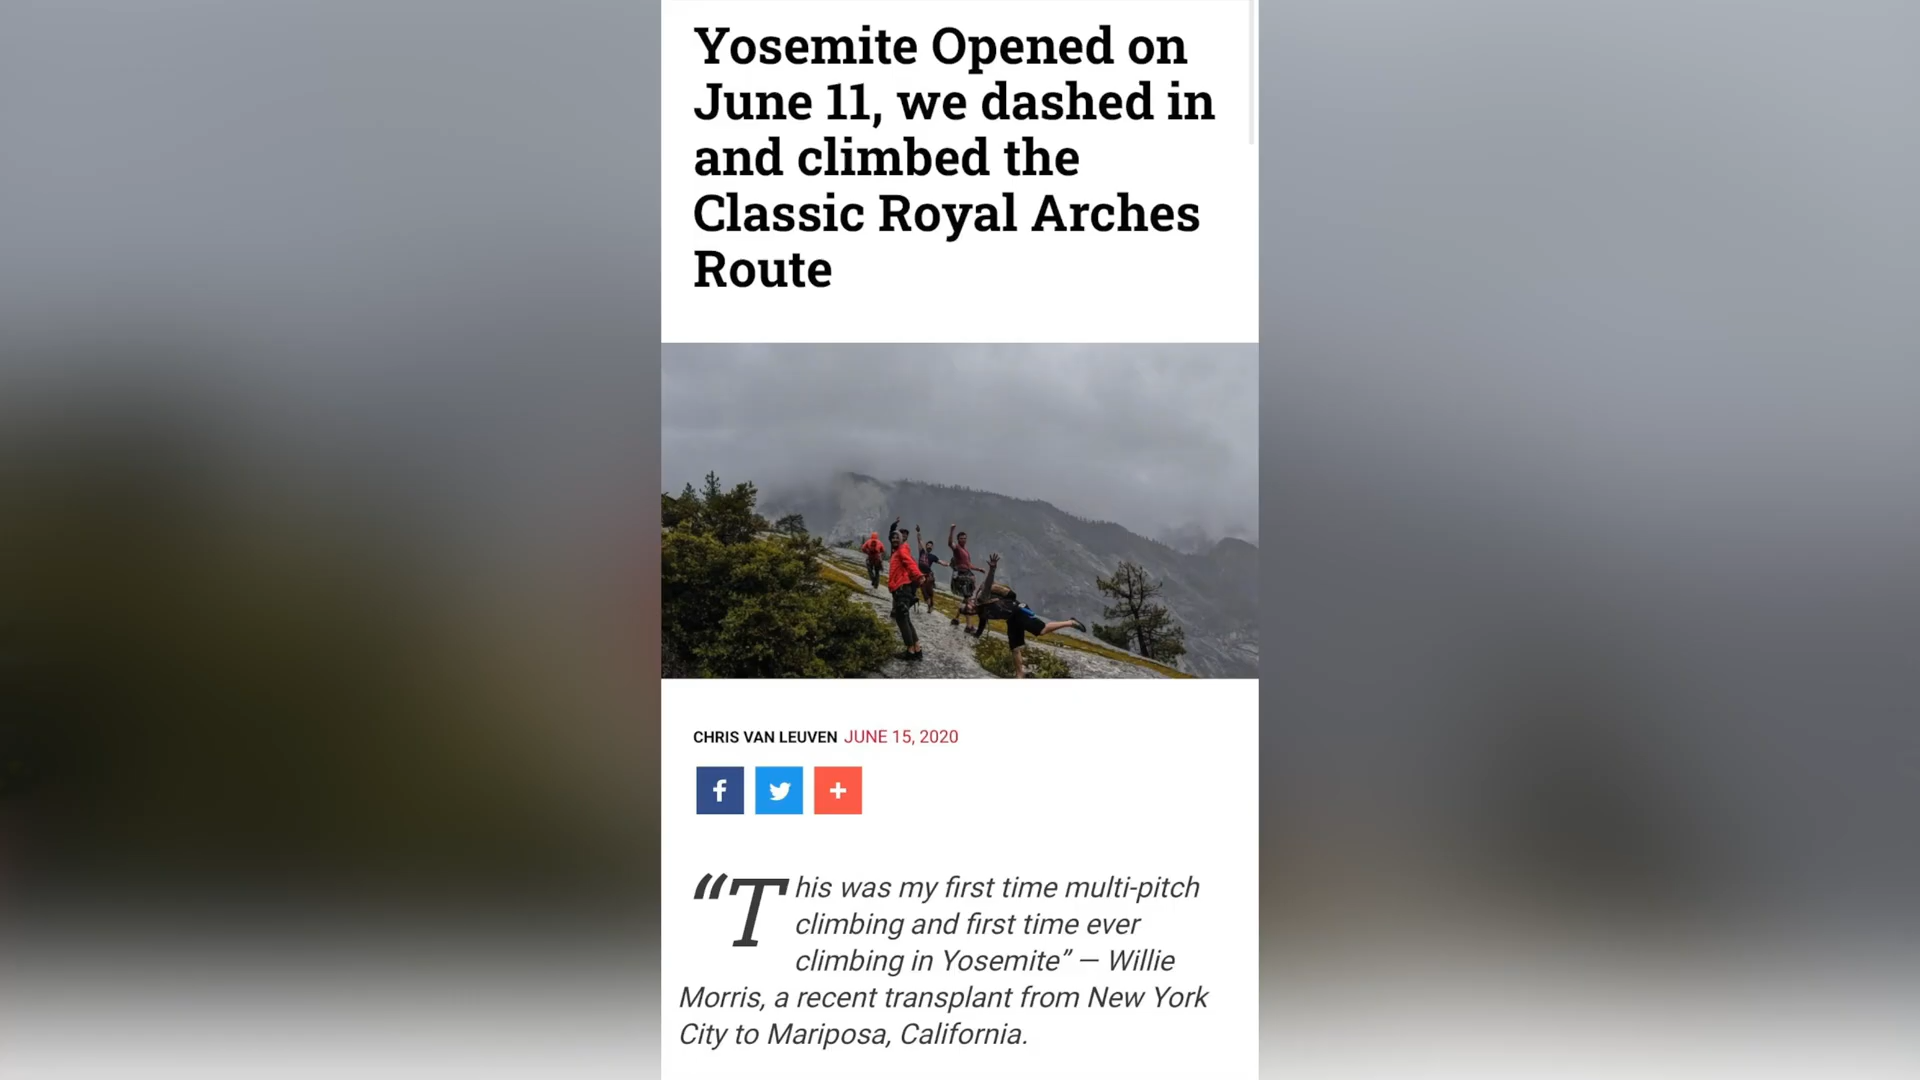 Yosemite Opened on
June 11, we dashed in
and climbed the
Classic Royal Arches
Route
CHRIS VAN LEUVEN JUNE 15, 2020
“This was my first time multi-pitch
climbing and first time ever
climbing in Yosemite” — Willie
Morris, a recent transplant from New York
City to Mariposa, California.